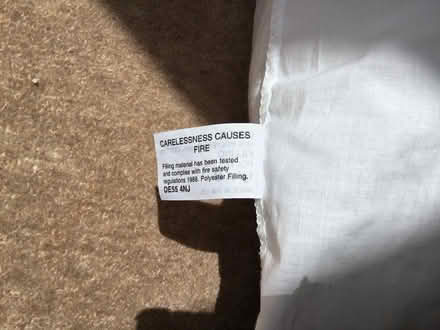 CARELESSNESS CAUSES
FIRE
Filling material has been tested
and complies with fire safety
regulations 1988. Polyester Filling.
DE55 4NJ